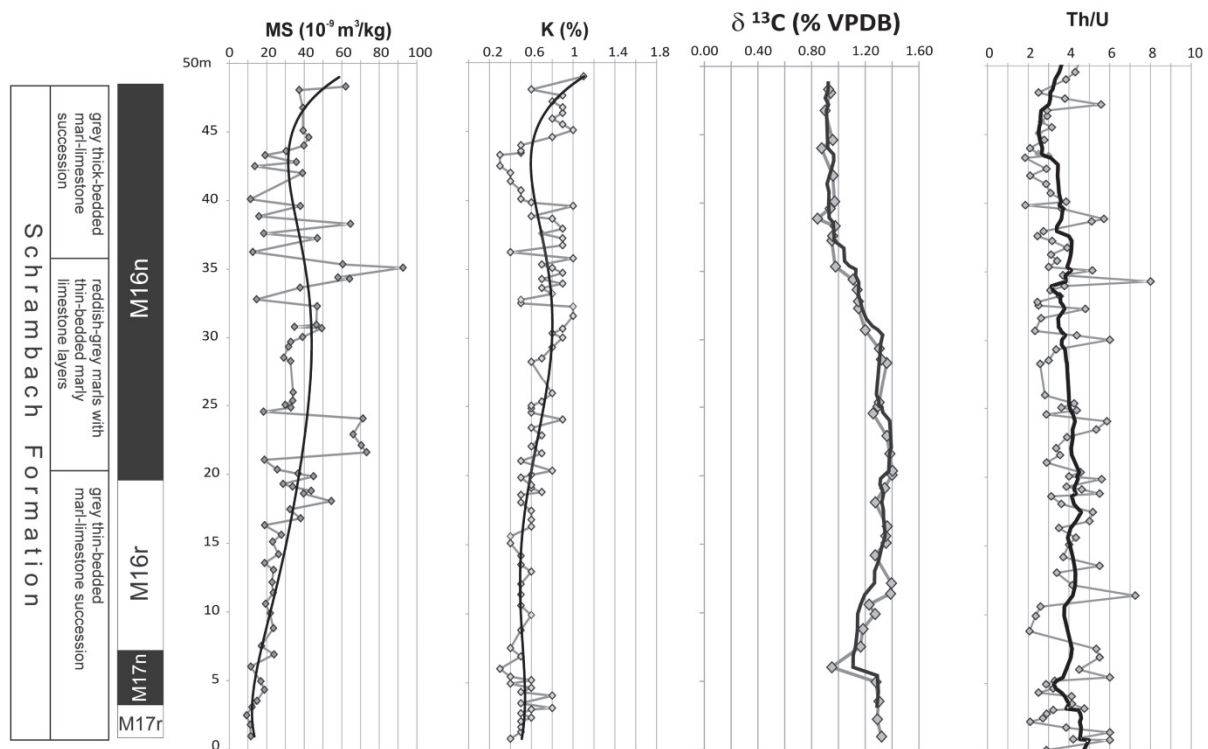 MS (10⁻⁹ m³/kg)
0 20 40 60 80 100
K (%)
0.2 0.6 1 1.4 1.8
δ ¹³C (% VPDB)
0.00 0.40 0.80 1.20 1.60
Th/U
0 2 4 6 8 10
50m
45
40
35
30
25
20
15
10
5
0
Schrambach Formation
grey thick-bedded
marl-limestone
succession
reddish-grey marls with
thin-bedded marly
limestone layers
grey thin-bedded
marl-limestone succession
M16n
M16r
M17n
M17r